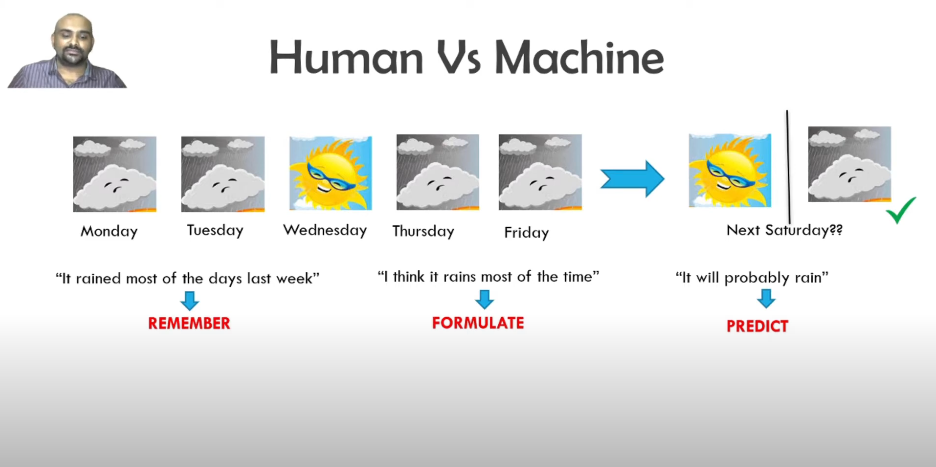 Human Vs Machine
Monday
Tuesday
Wednesday
Thursday
Friday
Next Saturday??
"It rained most of the days last week"
"I think it rains most of the time"
"It will probably rain"
REMEMBER
FORMULATE
PREDICT